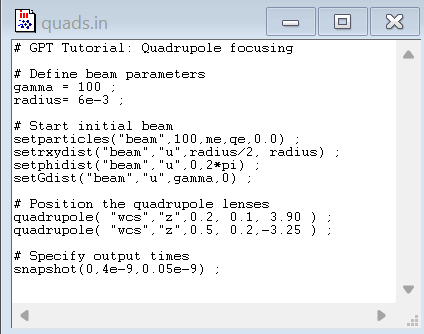 quads.in
# GPT Tutorial: Quadrupole focusing
# Define beam parameters
gamma = 100 ;
radius= 6e-3 ;
# Start initial beam
setparticles("beam",100,me,qe,0.0) ;
setrxydist("beam","u",radius/2, radius) ;
setphidist("beam","u",0,2*pi) ;
setGdist("beam","u",gamma,0) ;
# Position the quadrupole lenses
quadrupole( "wcs","z",0.2, 0.1, 3.90 ) ;
quadrupole( "wcs","z",0.5, 0.2,-3.25 ) ;
# Specify output times
snapshot(0,4e-9,0.05e-9) ;